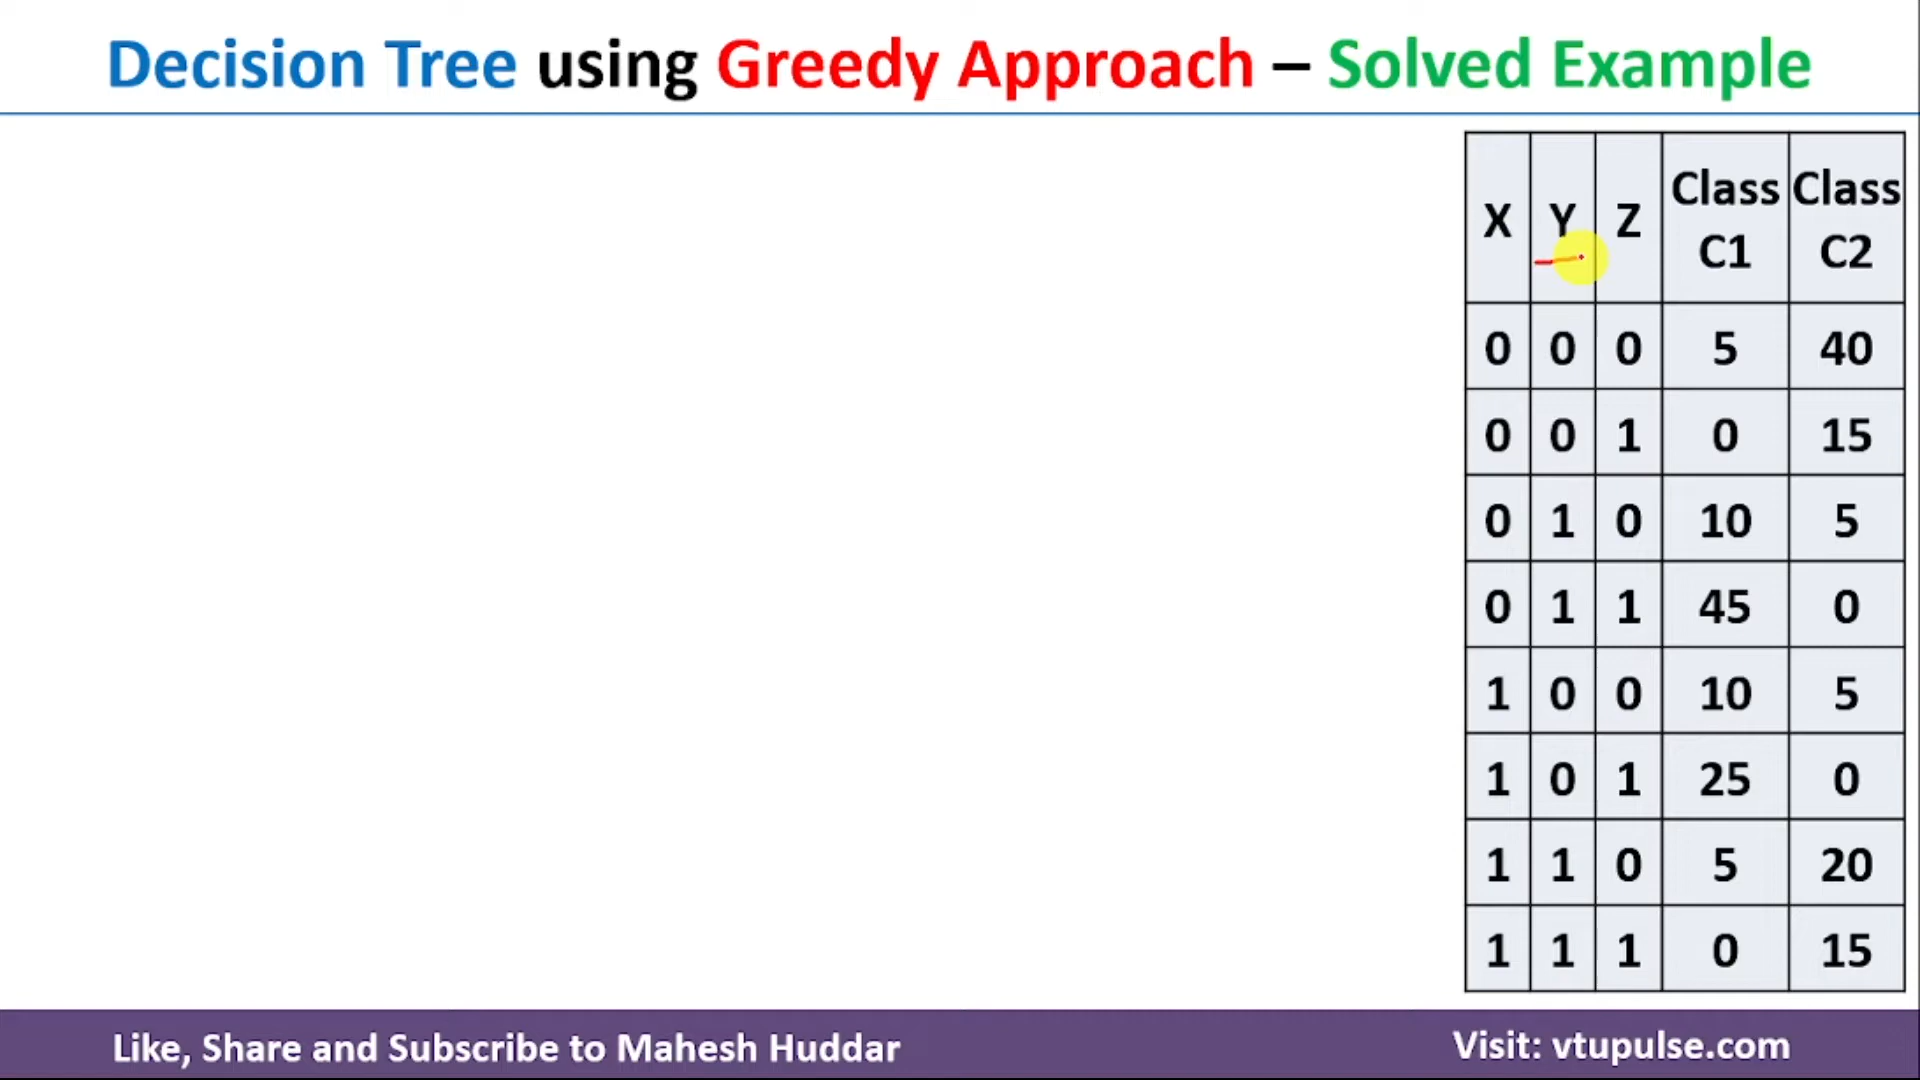 Decision Tree using Greedy Approach – Solved Example
X Y Z Class C1 Class C2
0 0 0 5 40
0 0 1 0 15
0 1 0 10 5
0 1 1 45 0
1 0 0 10 5
1 0 1 25 0
1 1 0 5 20
1 1 1 0 15
Like, Share and Subscribe to Mahesh Huddar
Visit: vtupulse.com